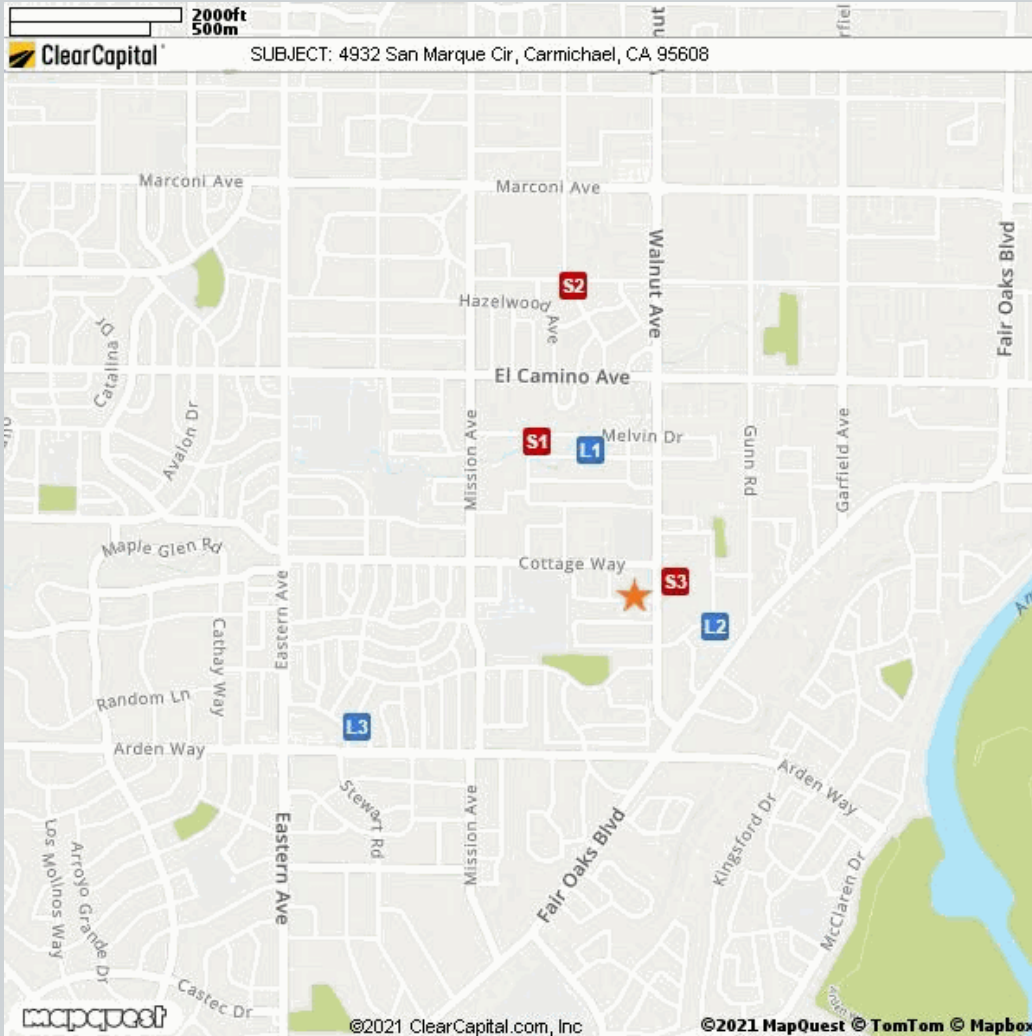 2000ft
500m
ClearCapital
SUBJECT: 4932 San Marque Cir, Carmichael, CA 95608
Marconi Ave
Marconi Ave
Walnut Ave
Fair Oaks Blvd
S2
Hazelwood Ave
Catalina Dr
El Camino Ave
Avalon Dr
Mission Ave
S1
L1
Melvin Dr
Gunn Rd
Garfield Ave
Maple Glen Rd
Cottage Way
S3
L2
Eastern Ave
Cathay Way
Random Ln
L3
Arden Way
Arden Way
Stewart Rd
Mission Ave
Eastern Ave
Fair Oaks Blvd
Kingsford Dr
McClaren Dr
Los Molinos Way
Arroyo Grande Dr
Castec Dr
mapquest
©2021 ClearCapital.com, Inc
©2021 MapQuest © TomTom © Mapbox